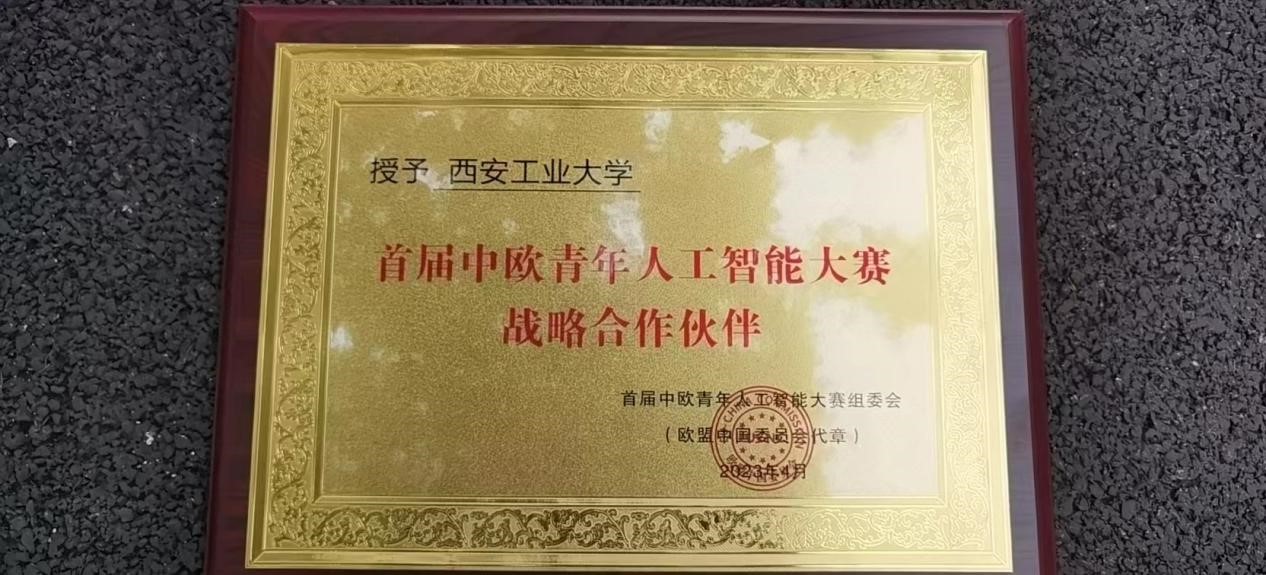 授予 西安工业大学
首届中欧青年人工智能大赛
战略合作伙伴
首届中欧青年人工智能大赛组委会
（欧盟中国委员会代章）
2023年4月